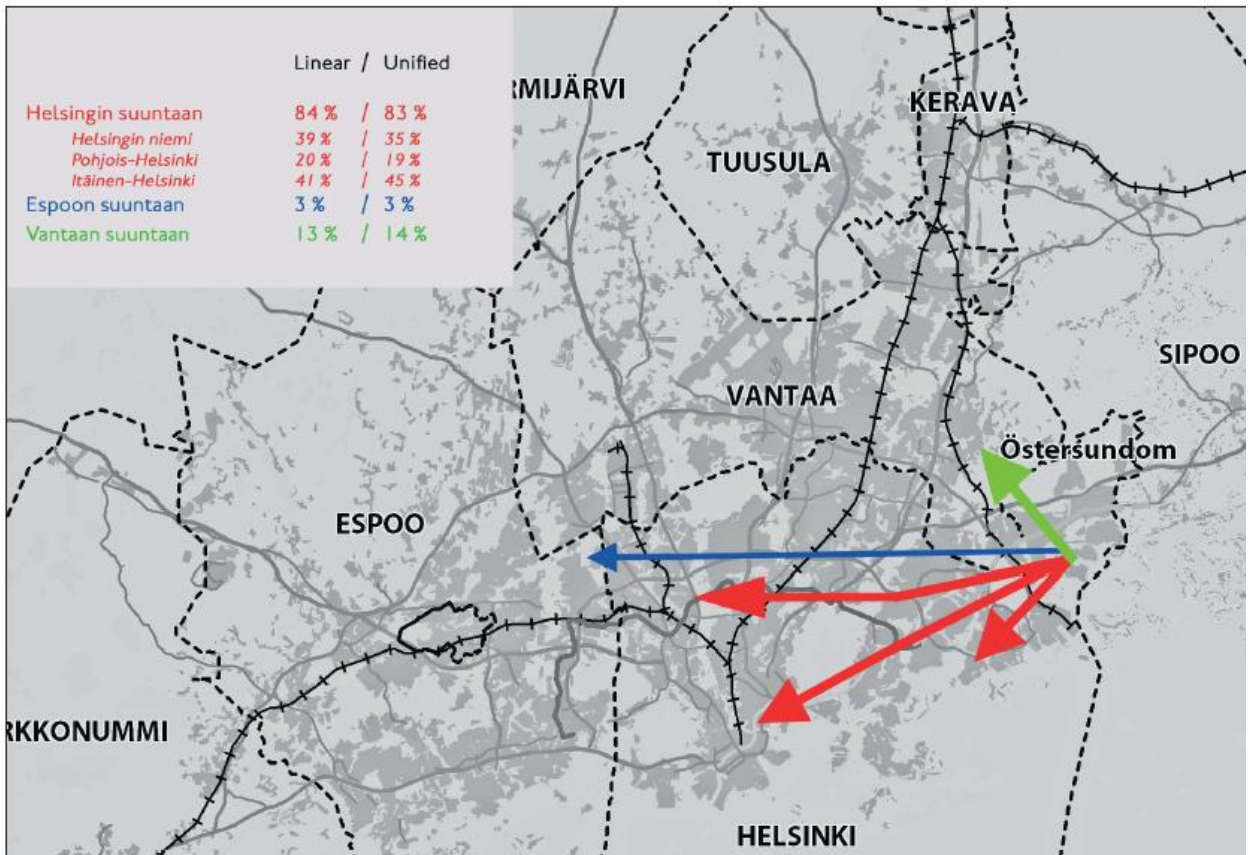 Linear / Unified
Helsingin suuntaan 84 % / 83 %
Helsingin niemi 39 % / 35 %
Pohjois-Helsinki 20 % / 19 %
Itäinen-Helsinki 41 % / 45 %
Espoon suuntaan 3 % / 3 %
Vantaan suuntaan 13 % / 14 %
RMIJÄRVI
KERAVA
TUUSULA
SIPOO
VANTAA
Östersundom
ESPOO
RKKONUMMI
HELSINKI